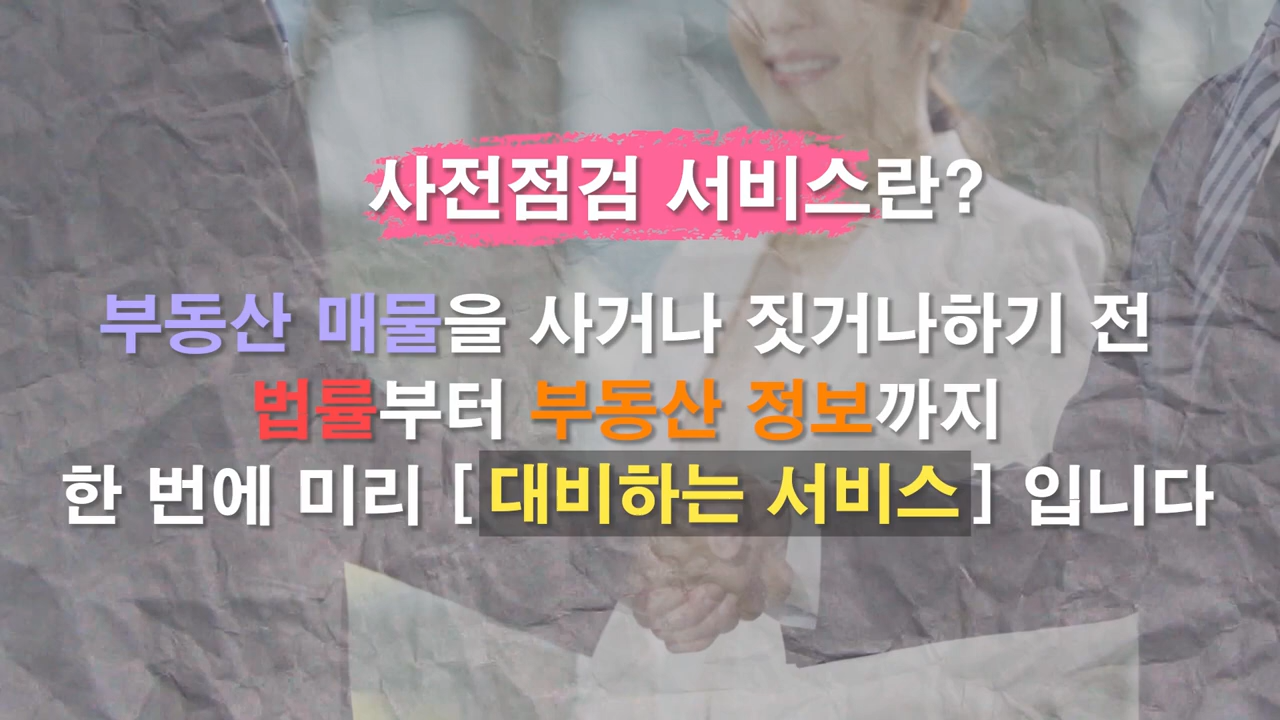 사전점검 서비스란?
부동산 매물을 사거나 짓거나하기 전
법률부터 부동산 정보까지
한 번에 미리 [대비하는 서비스] 입니다